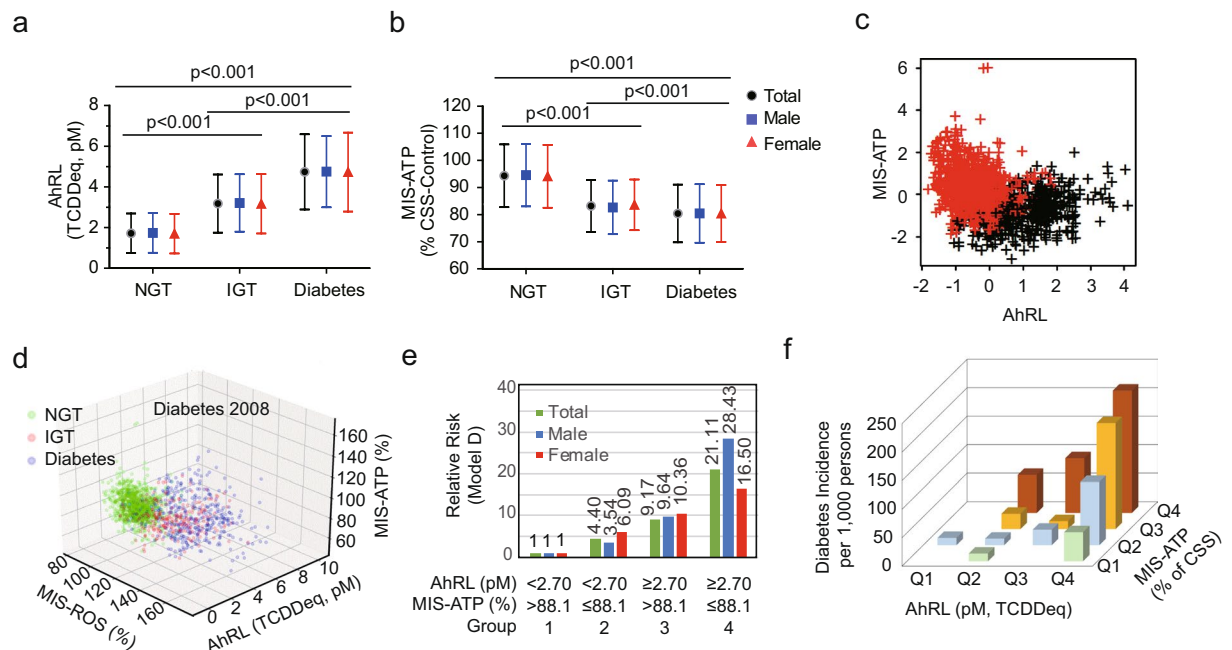 a
p<0.001
p<0.001
p<0.001
AhRL
(TCDDeq, pM)
8
6
4
2
0
NGT IGT Diabetes
b
p<0.001
p<0.001
p<0.001
MIS-ATP
(% CSS-Control)
120
110
100
90
80
70
60
NGT IGT Diabetes
Total
Male
Female
c
MIS-ATP
6
4
2
0
-2
-2 -1 0 1 2 3 4
AhRL
d
NGT
IGT
Diabetes
Diabetes 2008
MIS-ATP (%)
160
140
120
100
80
60
80
100
120
140
160
MIS-ROS (%)
0 2 4 6 8 10
AhRL (TCDDeq, pM)
e
Relative Risk
(Model D)
40
30
20
10
0
Total
Male
Female
1 1 1
4.40 3.54 6.09
9.17 9.64 10.36
21.11 28.43 16.50
AhRL (pM) <2.70 <2.70 ≥2.70 ≥2.70
MIS-ATP (%) >88.1 ≤88.1 >88.1 ≤88.1
Group 1 2 3 4
f
Diabetes Incidence
per 1,000 persons
250
200
150
100
50
0
Q1 Q2 Q3 Q4
AhRL (pM, TCDDeq)
Q1
Q2
Q3
Q4
MIS-ATP
(% of CSS)